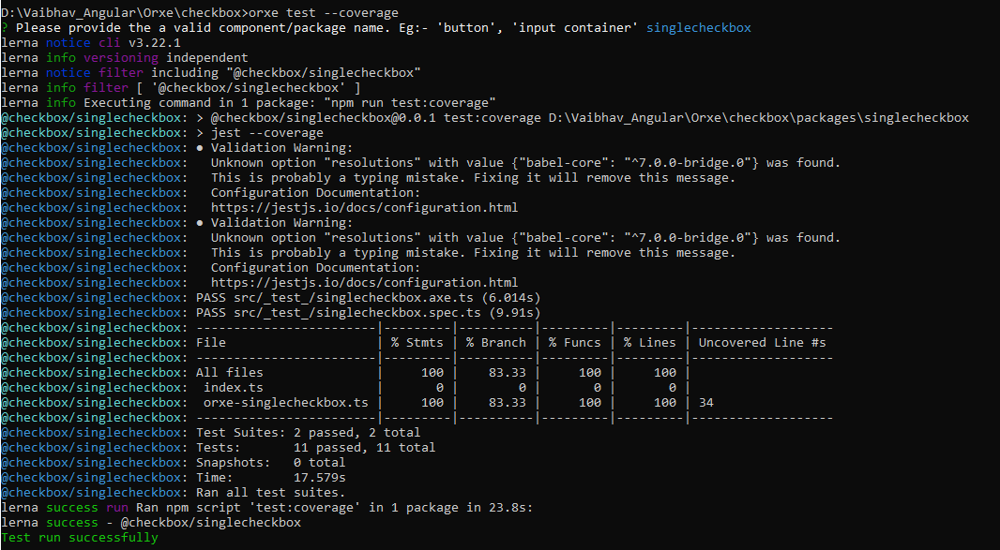 D:\Vaibhav_Angular\Orxe\checkbox>orxe test --coverage
? Please provide the a valid component/package name. Eg:- 'button', 'input container' singlecheckbox
lerna notice cli v3.22.1
lerna info versioning independent
lerna notice filter including "@checkbox/singlecheckbox"
lerna info filter [ '@checkbox/singlecheckbox' ]
lerna info Executing command in 1 package: "npm run test:coverage"
@checkbox/singlecheckbox: > @checkbox/singlecheckbox@0.0.1 test:coverage D:\Vaibhav_Angular\Orxe\checkbox\packages\singlecheckbox
@checkbox/singlecheckbox: > jest --coverage
@checkbox/singlecheckbox: ● Validation Warning:
@checkbox/singlecheckbox:   Unknown option "resolutions" with value {"babel-core": "^7.0.0-bridge.0"} was found.
@checkbox/singlecheckbox:   This is probably a typing mistake. Fixing it will remove this message.
@checkbox/singlecheckbox:   Configuration Documentation:
@checkbox/singlecheckbox:   https://jestjs.io/docs/configuration.html
@checkbox/singlecheckbox: ● Validation Warning:
@checkbox/singlecheckbox:   Unknown option "resolutions" with value {"babel-core": "^7.0.0-bridge.0"} was found.
@checkbox/singlecheckbox:   This is probably a typing mistake. Fixing it will remove this message.
@checkbox/singlecheckbox:   Configuration Documentation:
@checkbox/singlecheckbox:   https://jestjs.io/docs/configuration.html
@checkbox/singlecheckbox: PASS src/_test_/singlecheckbox.axe.ts (6.014s)
@checkbox/singlecheckbox: PASS src/_test_/singlecheckbox.spec.ts (9.91s)
@checkbox/singlecheckbox: ------------------------|---------|----------|---------|---------|-------------------
@checkbox/singlecheckbox: File                    | % Stmts | % Branch | % Funcs | % Lines | Uncovered Line #s
@checkbox/singlecheckbox: ------------------------|---------|----------|---------|---------|-------------------
@checkbox/singlecheckbox: All files               |     100 |    83.33 |     100 |     100 |
@checkbox/singlecheckbox:  index.ts               |       0 |        0 |       0 |       0 |
@checkbox/singlecheckbox:  orxe-singlecheckbox.ts |     100 |    83.33 |     100 |     100 | 34
@checkbox/singlecheckbox: ------------------------|---------|----------|---------|---------|-------------------
@checkbox/singlecheckbox: Test Suites: 2 passed, 2 total
@checkbox/singlecheckbox: Tests:       11 passed, 11 total
@checkbox/singlecheckbox: Snapshots:   0 total
@checkbox/singlecheckbox: Time:        17.579s
@checkbox/singlecheckbox: Ran all test suites.
lerna success run Ran npm script 'test:coverage' in 1 package in 23.8s:
lerna success - @checkbox/singlecheckbox
Test run successfully